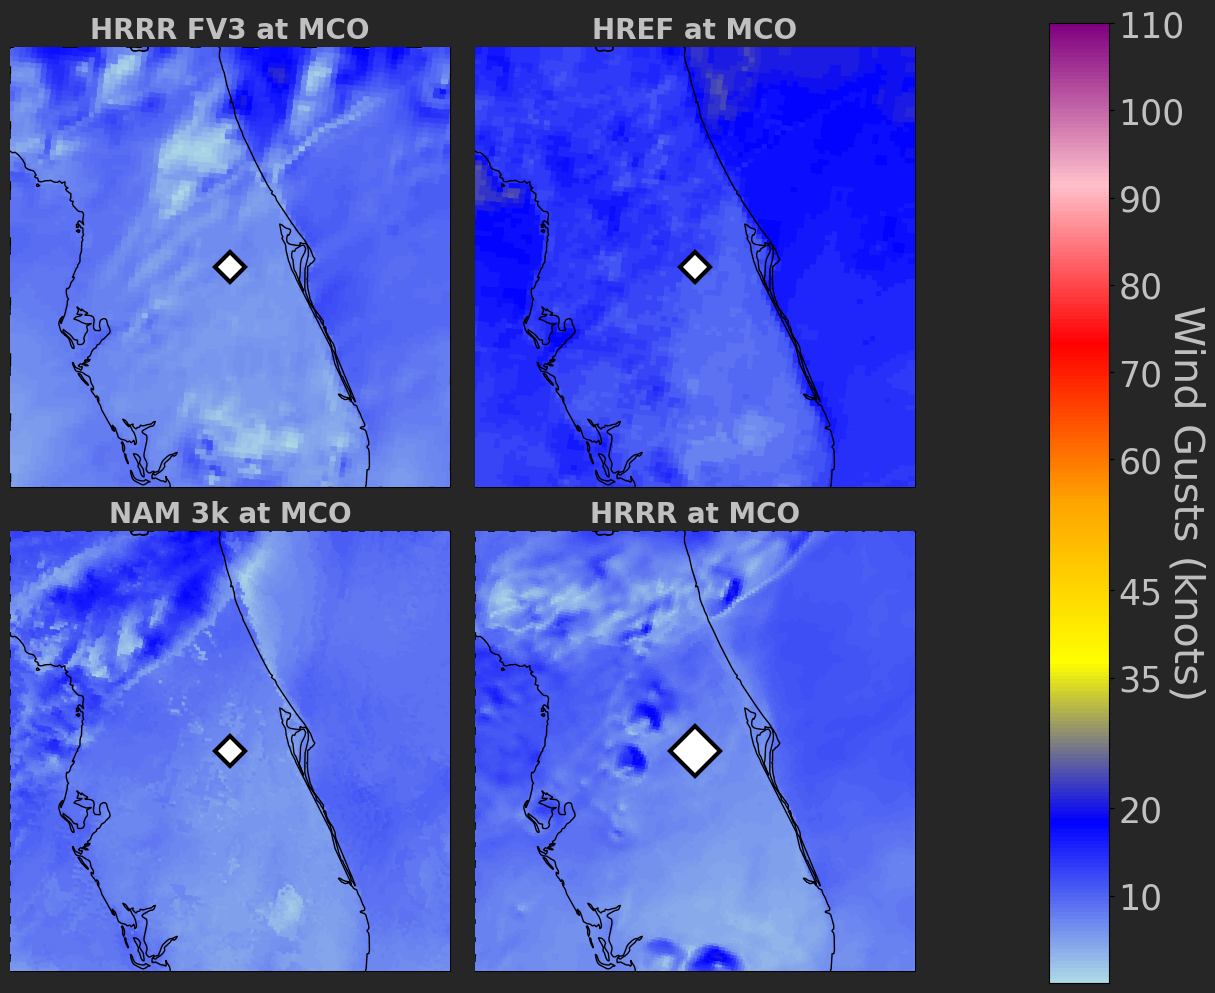 HRRR FV3 at MCO
HREF at MCO
NAM 3k at MCO
HRRR at MCO
110
100
90
80
70
60
45
35
20
10
Wind Gusts (knots)